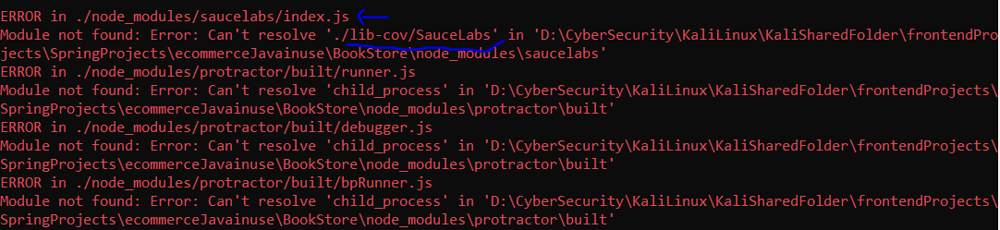 ERROR in ./node_modules/saucelabs/index.js
Module not found: Error: Can't resolve './lib-cov/SauceLabs' in 'D:\CyberSecurity\KaliLinux\KaliSharedFolder\frontendPro
jects\SpringProjects\ecommerceJavainuse\BookStore\node_modules\saucelabs'
ERROR in ./node_modules/protractor/built/runner.js
Module not found: Error: Can't resolve 'child_process' in 'D:\CyberSecurity\KaliLinux\KaliSharedFolder\frontendProjects\
SpringProjects\ecommerceJavainuse\BookStore\node_modules\protractor\built'
ERROR in ./node_modules/protractor/built/debugger.js
Module not found: Error: Can't resolve 'child_process' in 'D:\CyberSecurity\KaliLinux\KaliSharedFolder\frontendProjects\
SpringProjects\ecommerceJavainuse\BookStore\node_modules\protractor\built'
ERROR in ./node_modules/protractor/built/bpRunner.js
Module not found: Error: Can't resolve 'child_process' in 'D:\CyberSecurity\KaliLinux\KaliSharedFolder\frontendProjects\
SpringProjects\ecommerceJavainuse\BookStore\node_modules\protractor\built'